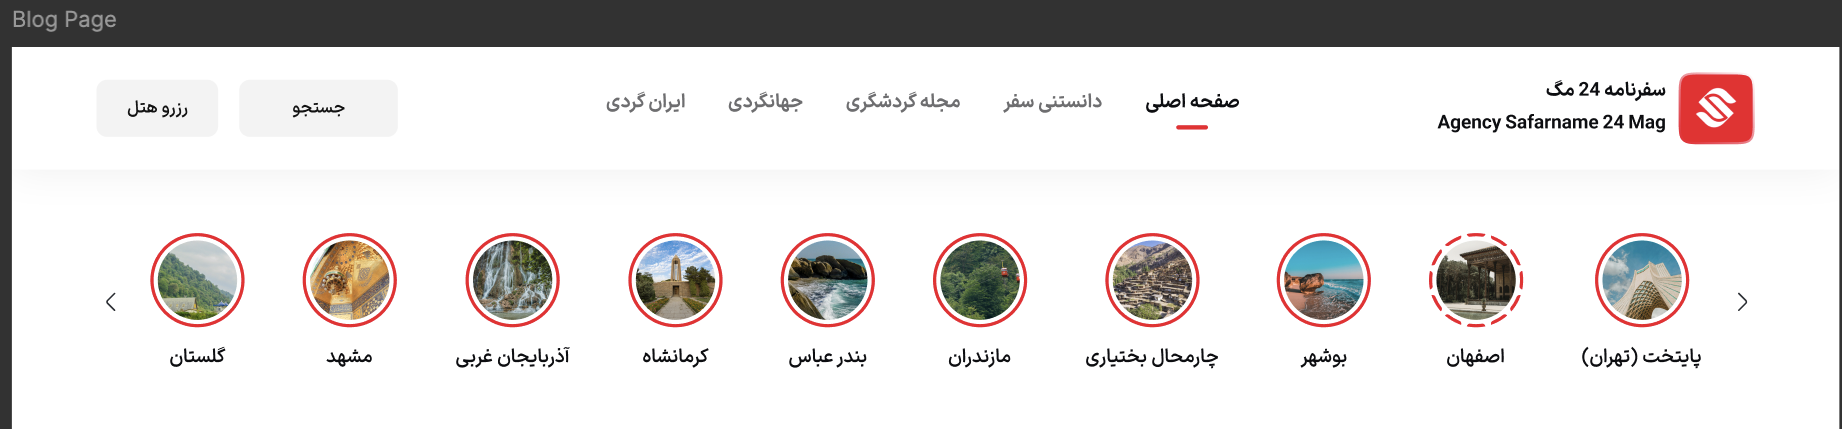 Blog Page
سفرنامه 24 مگ
Agency Safarname 24 Mag
صفحه اصلی
دانستنی سفر
مجله گردشگری
جهانگردی
ایران گردی
جستجو
رزرو هتل
پایتخت (تهران)
اصفهان
بوشهر
چارمحال بختیاری
مازندران
بندر عباس
کرمانشاه
آذربایجان غربی
مشهد
گلستان